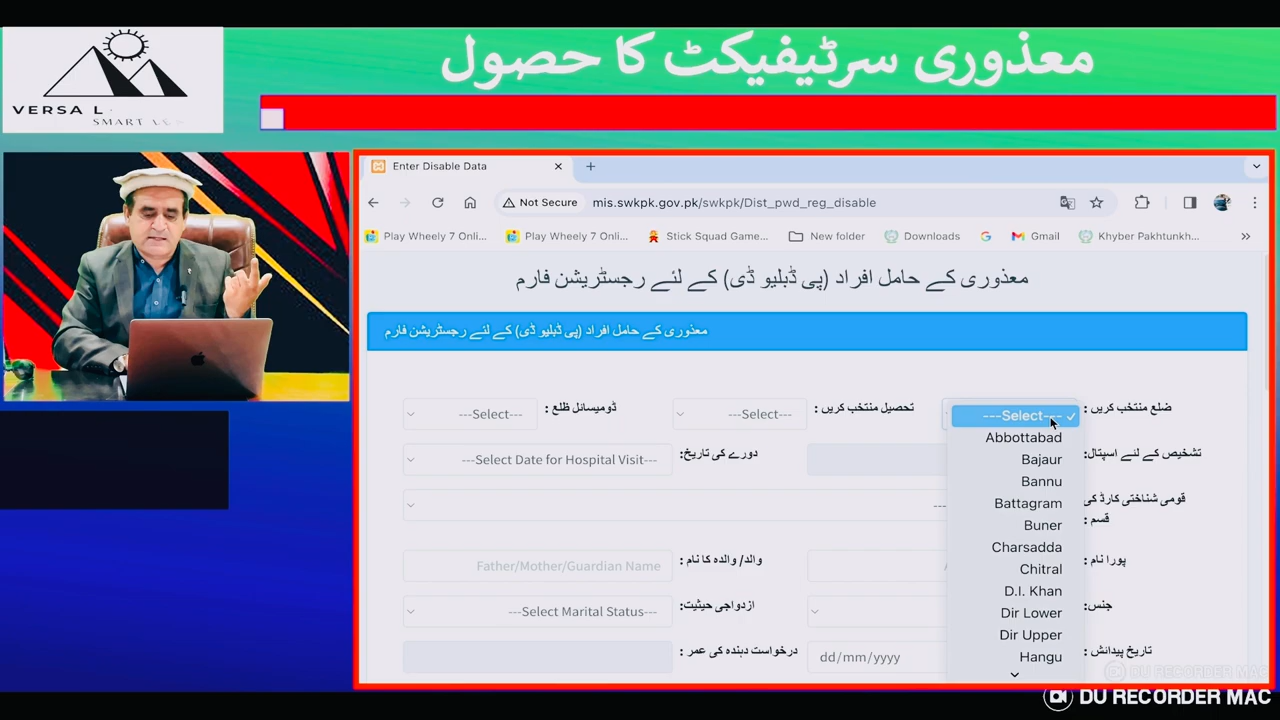 معذوری سرٹیفیکٹ کا حصول
VERSA L
SMART LE
Enter Disable Data
Not Secure
mis.swkpk.gov.pk/swkpk/Dist_pwd_reg_disable
Play Wheely 7 Onli...
Play Wheely 7 Onli...
Stick Squad Game...
New folder
Downloads
Gmail
Khyber Pakhtunkh...
معذوری کے حامل افراد (پی ڈبلیو ڈی) کے لئے رجسٹریشن فارم
معذوری کے حامل افراد (پی ڈبلیو ڈی) کے لئے رجسٹریشن فارم
ضلع منتخب کریں :
---Select---
تحصیل منتخب کریں :
---Select---
ڈومیسائل ظلع :
---Select---
Abbottabad
Bajaur
Bannu
Battagram
Buner
Charsadda
Chitral
D.I. Khan
Dir Lower
Dir Upper
Hangu
تشخیص کے لئے اسپتال:
دورے کی تاریخ:
---Select Date for Hospital Visit---
قومی شناختی کارڈ کی قسم :
پورا نام :
والد/ والدہ کا نام :
Father/Mother/Guardian Name
جنس:
ازدواجی حیثیت:
---Select Marital Status---
تاریخ پیدائش :
dd/mm/yyyy
درخواست دہندہ کی عمر :
DU RECORDER MAC
DU RECORDER MAC